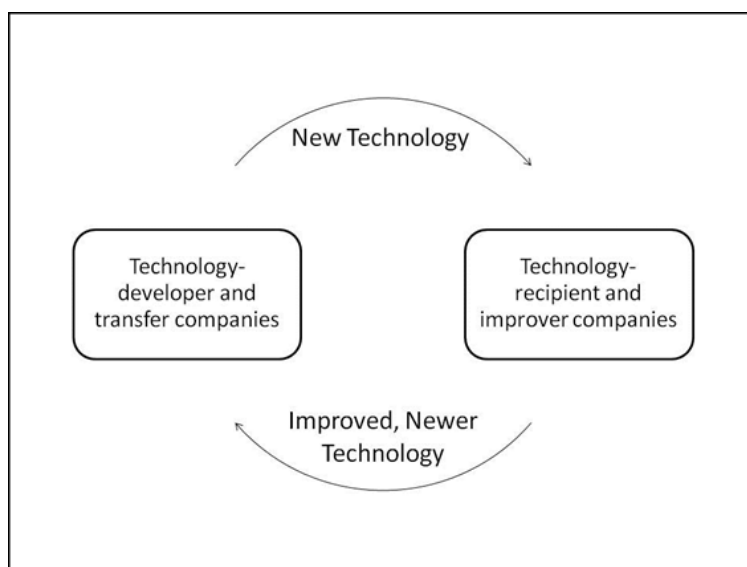 New Technology
Technology-
developer and
transfer companies
Technology-
recipient and
improver companies
Improved, Newer
Technology